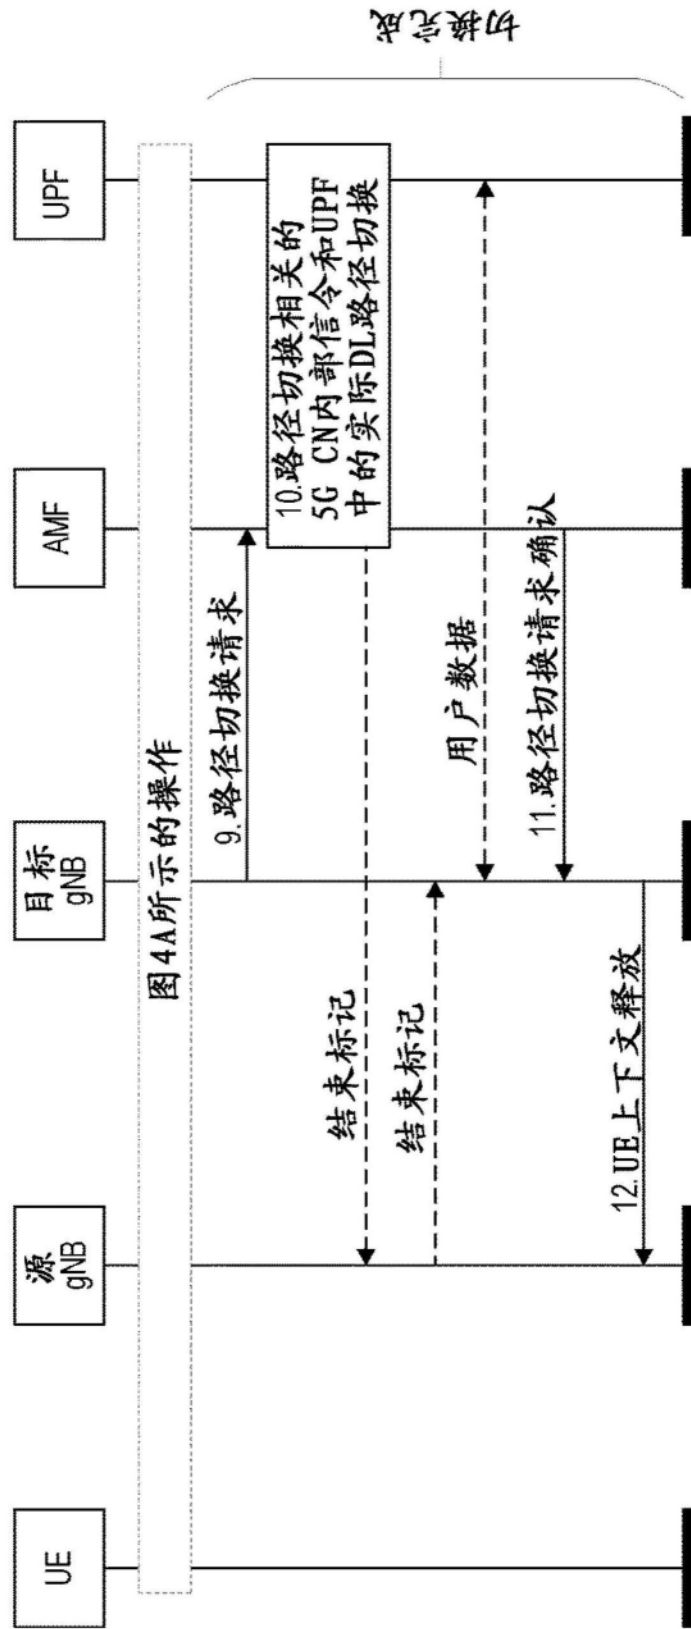 UE
源
gNB
目标
gNB
AMF
UPF
图4A所示的操作
9.路径切换请求
10.路径切换相关的
5G CN内部信令和UPF
中的实际DL路径切换
结束标记
结束标记
用户数据
11.路径切换请求确认
12.UE上下文释放
切换完成